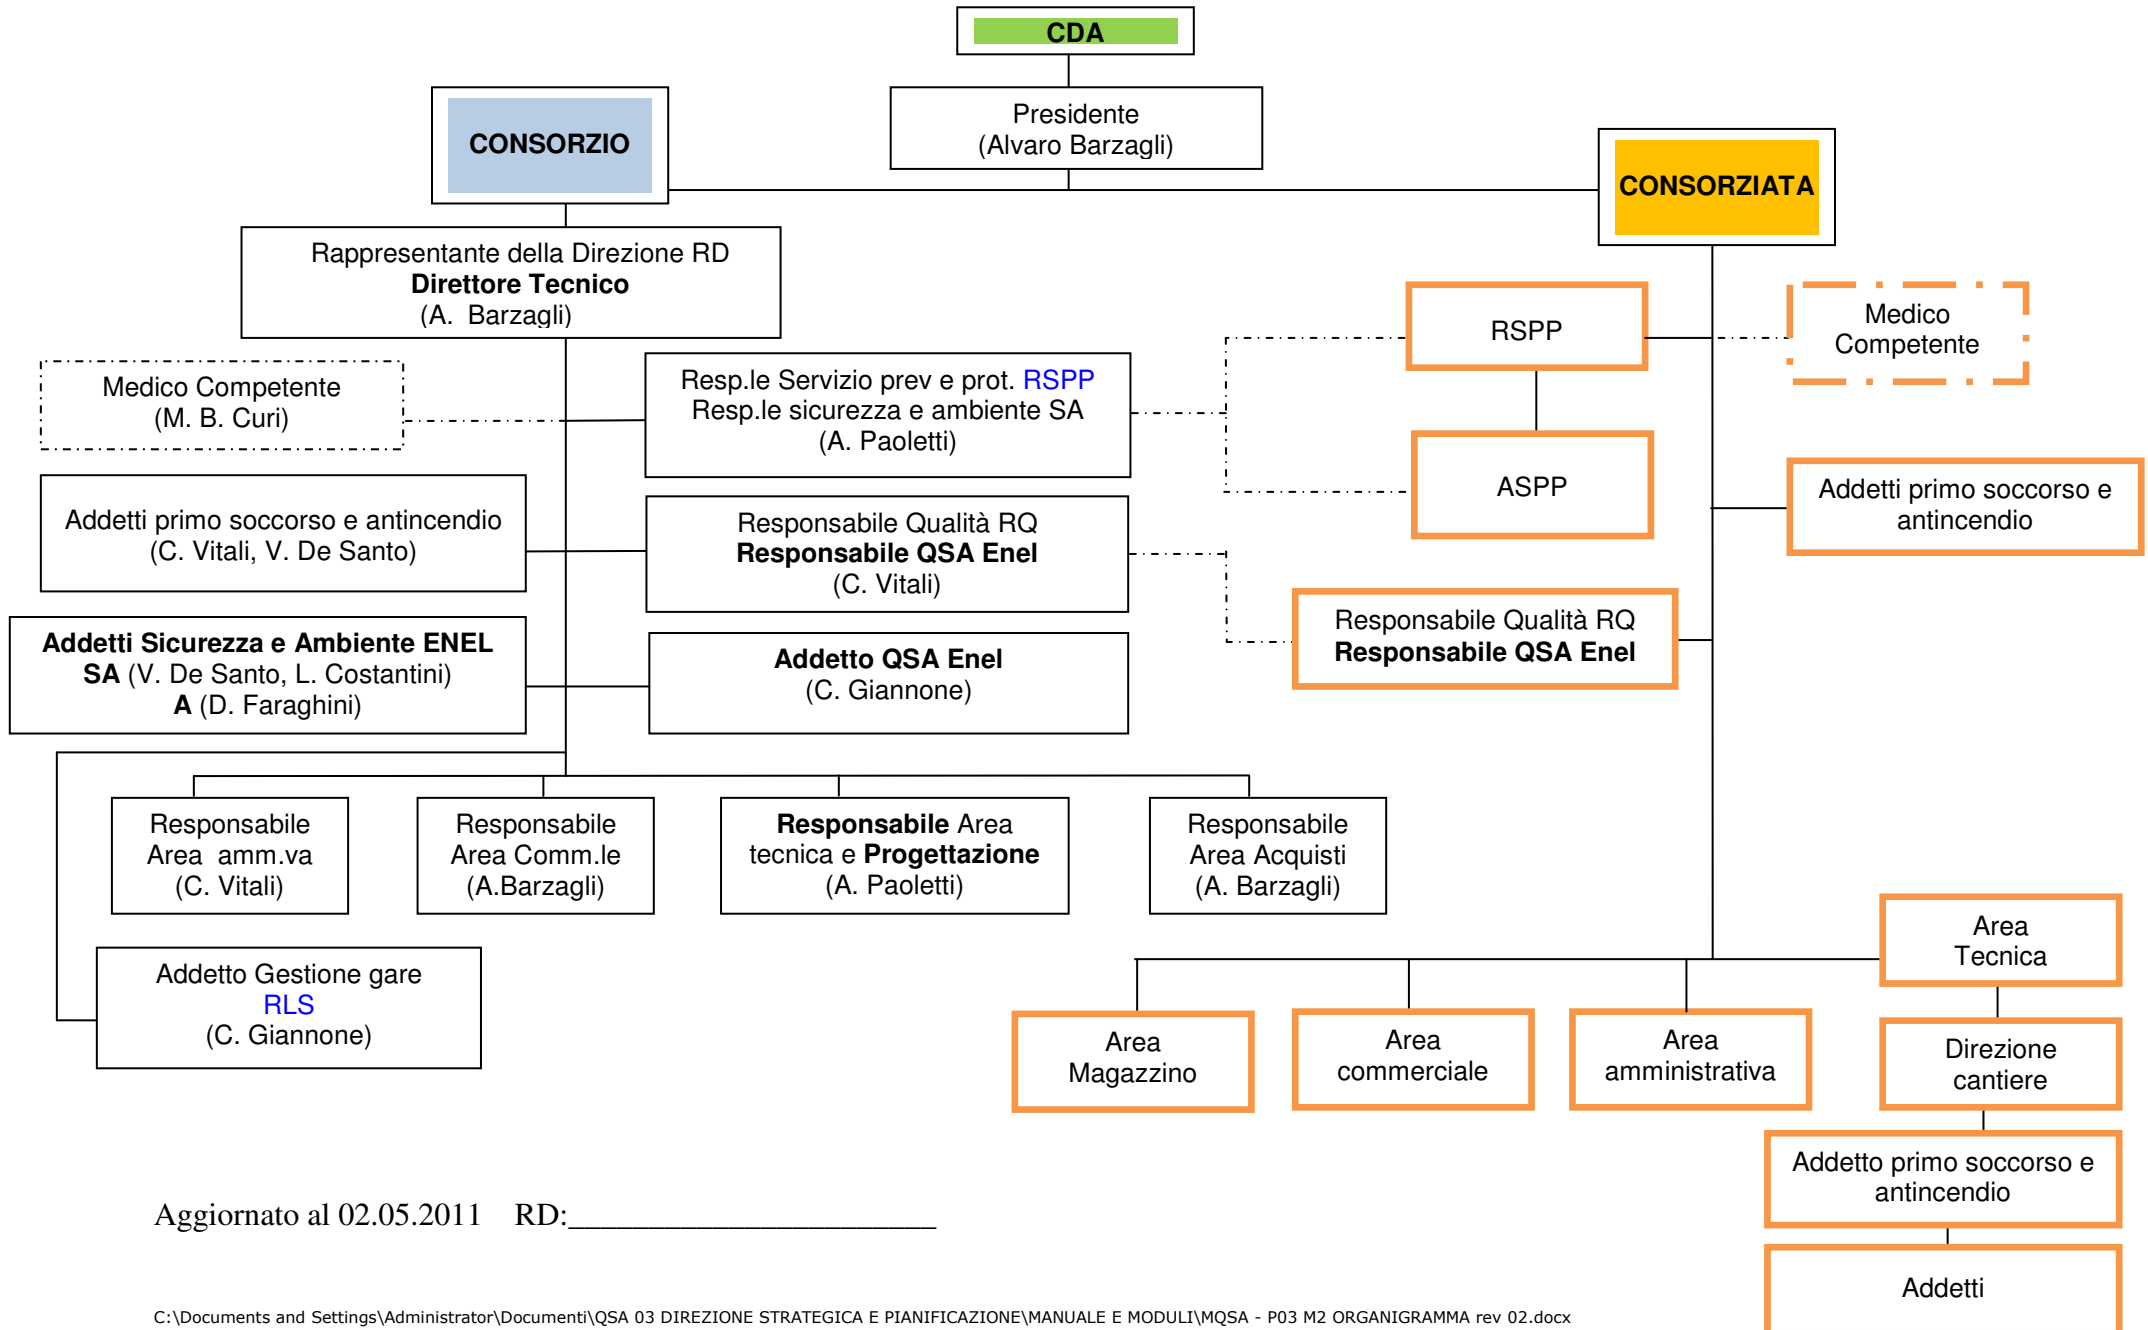 CDA
Presidente
(Alvaro Barzagli)
CONSORZIO
CONSORZIATA
Rappresentante della Direzione RD
Direttore Tecnico
(A. Barzagli)
Medico Competente
(M. B. Curi)
Resp.le Servizio prev e prot. RSPP
Resp.le sicurezza e ambiente SA
(A. Paoletti)
RSPP
Medico
Competente
Addetti primo soccorso e antincendio
(C. Vitali, V. De Santo)
Responsabile Qualità RQ
Responsabile QSA Enel
(C. Vitali)
ASPP
Addetti primo soccorso e
antincendio
Addetti Sicurezza e Ambiente ENEL
SA (V. De Santo, L. Costantini)
A (D. Faraghini)
Addetto QSA Enel
(C. Giannone)
Responsabile Qualità RQ
Responsabile QSA Enel
Responsabile
Area amm.va
(C. Vitali)
Responsabile
Area Comm.le
(A.Barzagli)
Responsabile Area
tecnica e Progettazione
(A. Paoletti)
Responsabile
Area Acquisti
(A. Barzagli)
Addetto Gestione gare
RLS
(C. Giannone)
Area
Tecnica
Area
Magazzino
Area
commerciale
Area
amministrativa
Direzione
cantiere
Addetto primo soccorso e
antincendio
Addetti
Aggiornato al 02.05.2011 RD:_______________________
C:\Documents and Settings\Administrator\Documenti\QSA 03 DIREZIONE STRATEGICA E PIANIFICAZIONE\MANUALE E MODULI\MQSA - P03 M2 ORGANIGRAMMA rev 02.docx